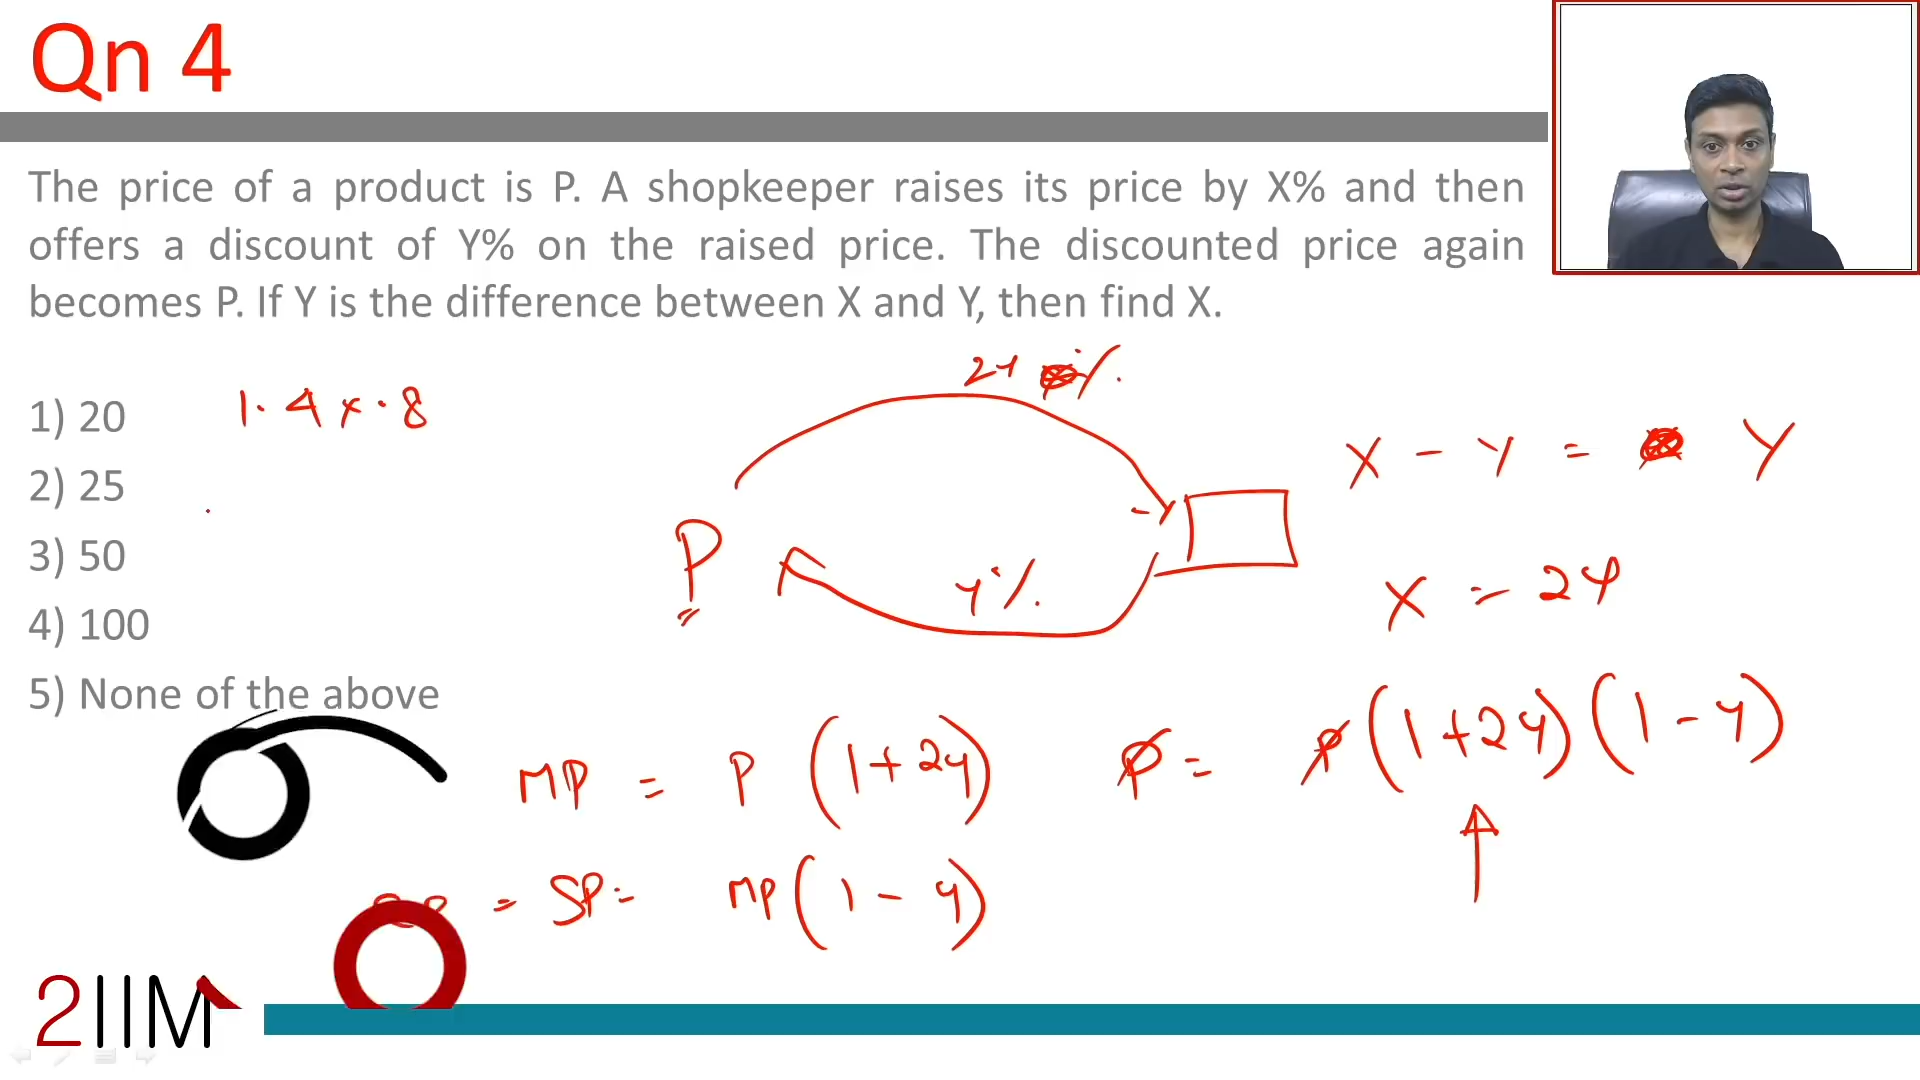 Qn 4
The price of a product is P. A shopkeeper raises its price by X% and then
offers a discount of Y% on the raised price. The discounted price again
becomes P. If Y is the difference between X and Y, then find X.
1) 20
2) 25
3) 50
4) 100
5) None of the above
1.4x.8
2y %.
P
y%.
X - Y = Y
X = 2y
MP = P (1+2y)
P = P(1+2y)(1-y)
= SP = MP(1-y)
2IIM